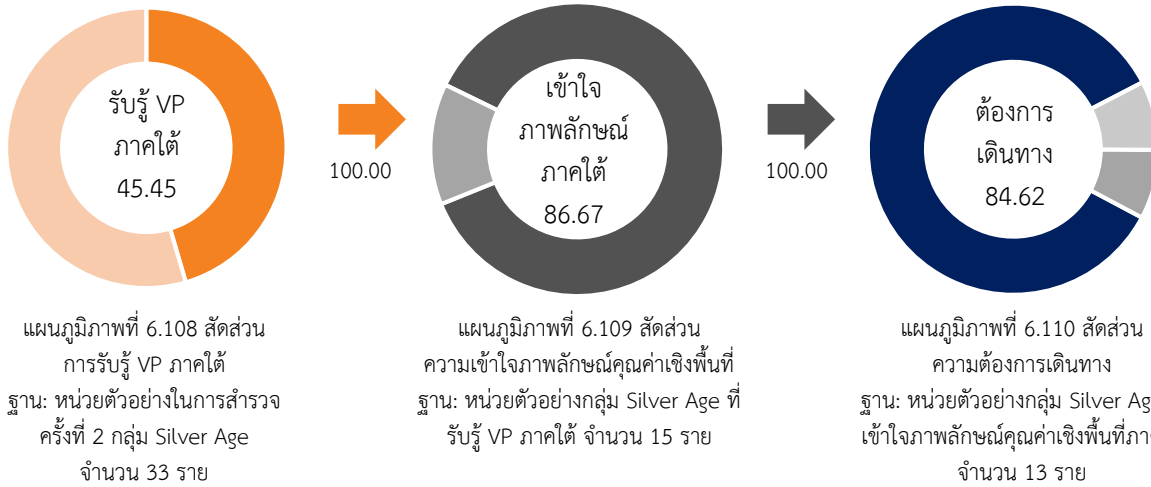 รับรู้ VP
ภาคใต้
45.45
100.00
เข้าใจ
ภาพลักษณ์
ภาคใต้
86.67
100.00
ต้องการ
เดินทาง
84.62
แผนภูมิภาพที่ 6.108 สัดส่วน
การรับรู้ VP ภาคใต้
ฐาน: หน่วยตัวอย่างในการสำรวจ
ครั้งที่ 2 กลุ่ม Silver Age
จำนวน 33 ราย
แผนภูมิภาพที่ 6.109 สัดส่วน
ความเข้าใจภาพลักษณ์คุณค่าเชิงพื้นที่
ฐาน: หน่วยตัวอย่างกลุ่ม Silver Age ที่
รับรู้ VP ภาคใต้ จำนวน 15 ราย
แผนภูมิภาพที่ 6.110 สัดส่วน
ความต้องการเดินทาง
ฐาน: หน่วยตัวอย่างกลุ่ม Silver Ag
เข้าใจภาพลักษณ์คุณค่าเชิงพื้นที่ภา
จำนวน 13 ราย